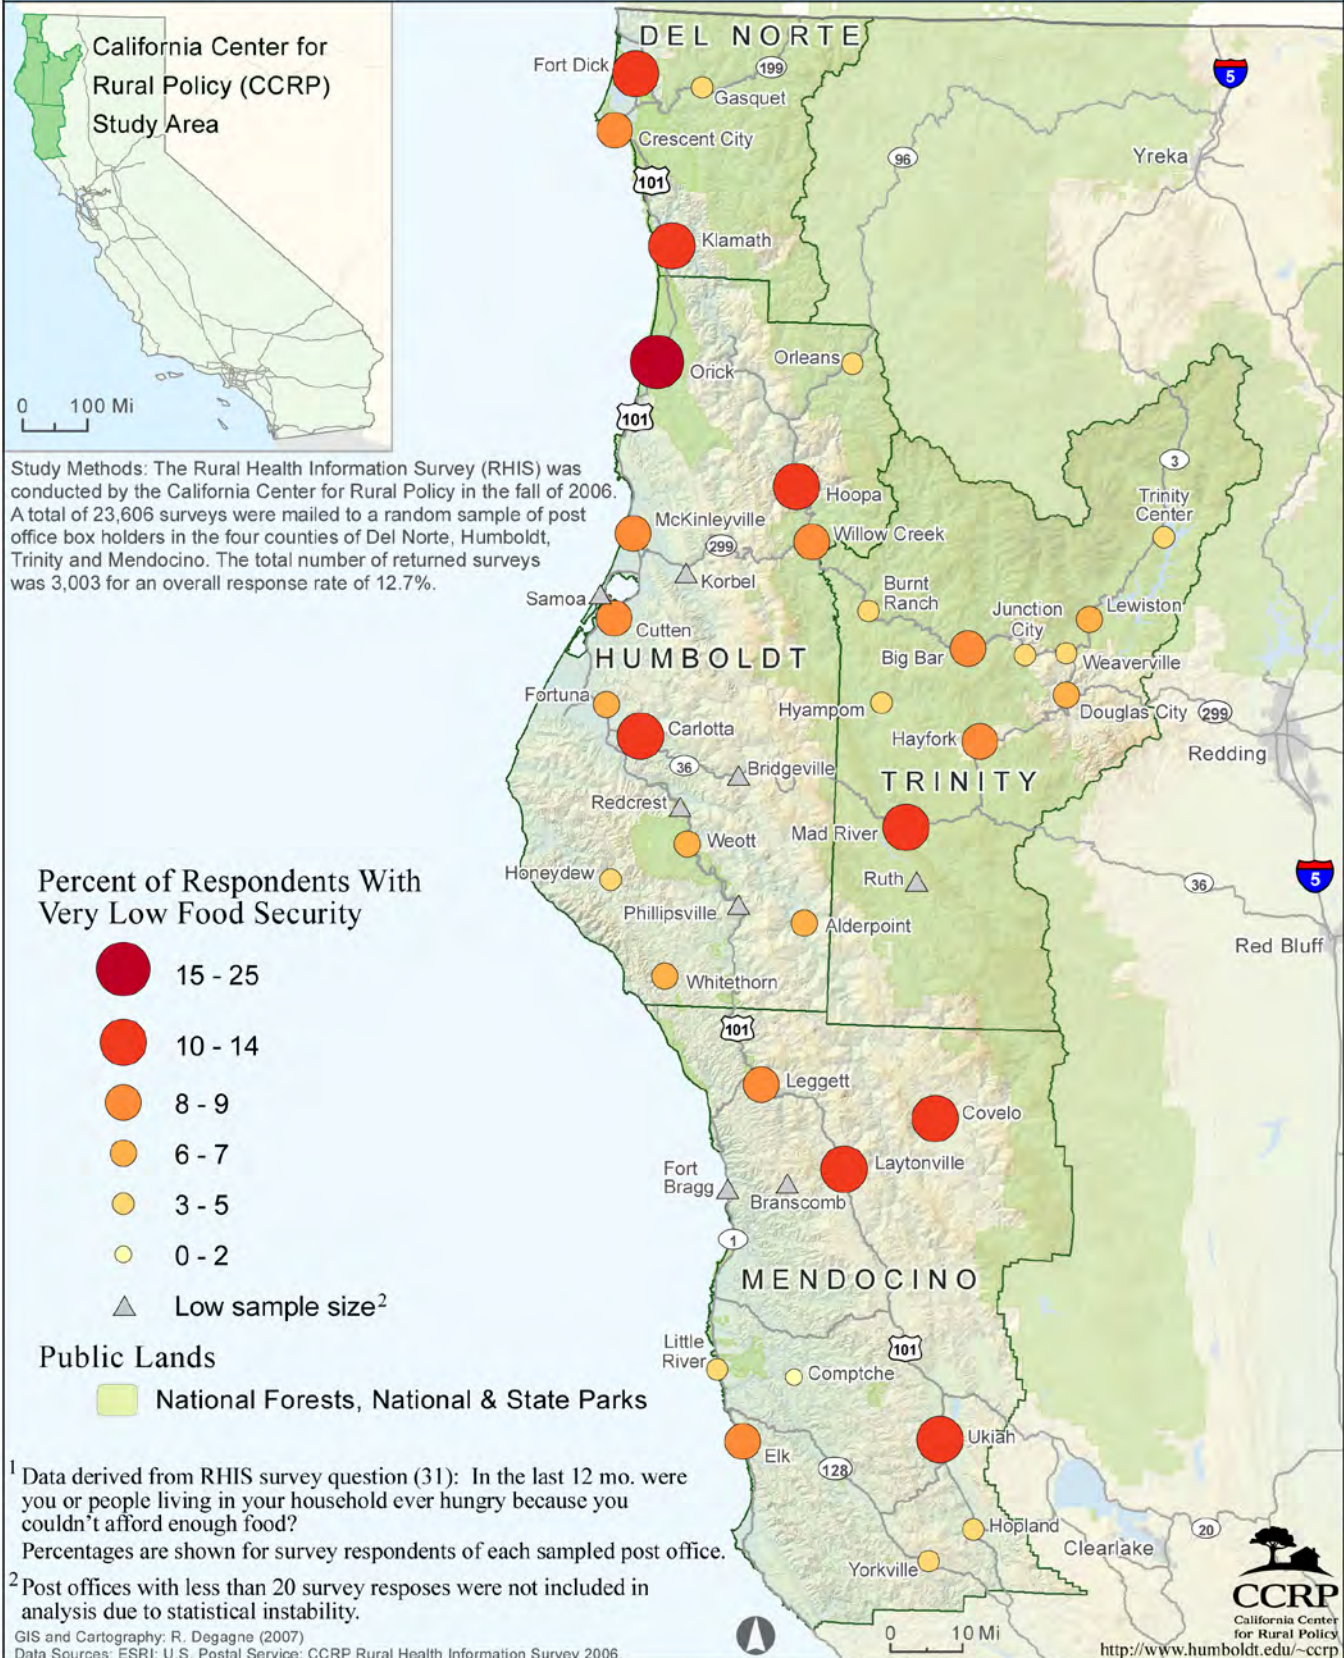 California Center for
Rural Policy (CCRP)
Study Area
0 100 Mi
Study Methods: The Rural Health Information Survey (RHIS) was
conducted by the California Center for Rural Policy in the fall of 2006.
A total of 23,606 surveys were mailed to a random sample of post
office box holders in the four counties of Del Norte, Humboldt,
Trinity and Mendocino. The total number of returned surveys
was 3,003 for an overall response rate of 12.7%.
DEL NORTE
Fort Dick
199
Gasquet
5
Crescent City
96
Yreka
101
Klamath
Orleans
Orick
101
3
Trinity
Center
Hoopa
McKinleyville
Willow Creek
299
Korbel
Burnt
Ranch
Samoa
Junction
City
Lewiston
Cutten
HUMBOLDT
Big Bar
Weaverville
Fortuna
Hyampom
Douglas City
299
Carlotta
Hayfork
Redding
36
Bridgeville
TRINITY
Redcrest
Mad River
Weott
Honeydew
Ruth
36
5
Phillipsville
Alderpoint
Red Bluff
Whitethorn
101
Leggett
Covelo
Laytonville
Fort
Bragg
Branscomb
1
MENDOCINO
Little
River
101
Comptche
Ukiah
Elk
128
Hopland
20
Clearlake
Yorkville
Percent of Respondents With
Very Low Food Security
15 - 25
10 - 14
8 - 9
6 - 7
3 - 5
0 - 2
Low sample size²
Public Lands
National Forests, National & State Parks
¹ Data derived from RHIS survey question (31): In the last 12 mo. were
you or people living in your household ever hungry because you
couldn't afford enough food?
Percentages are shown for survey respondents of each sampled post office.
² Post offices with less than 20 survey resposes were not included in
analysis due to statistical instability.
GIS and Cartography: R. Degagne (2007)
Data Sources: ESRI; U.S. Postal Service; CCRP Rural Health Information Survey 2006
0 10 Mi
CCRP
California Center
for Rural Policy
http://www.humboldt.edu/~ccrp